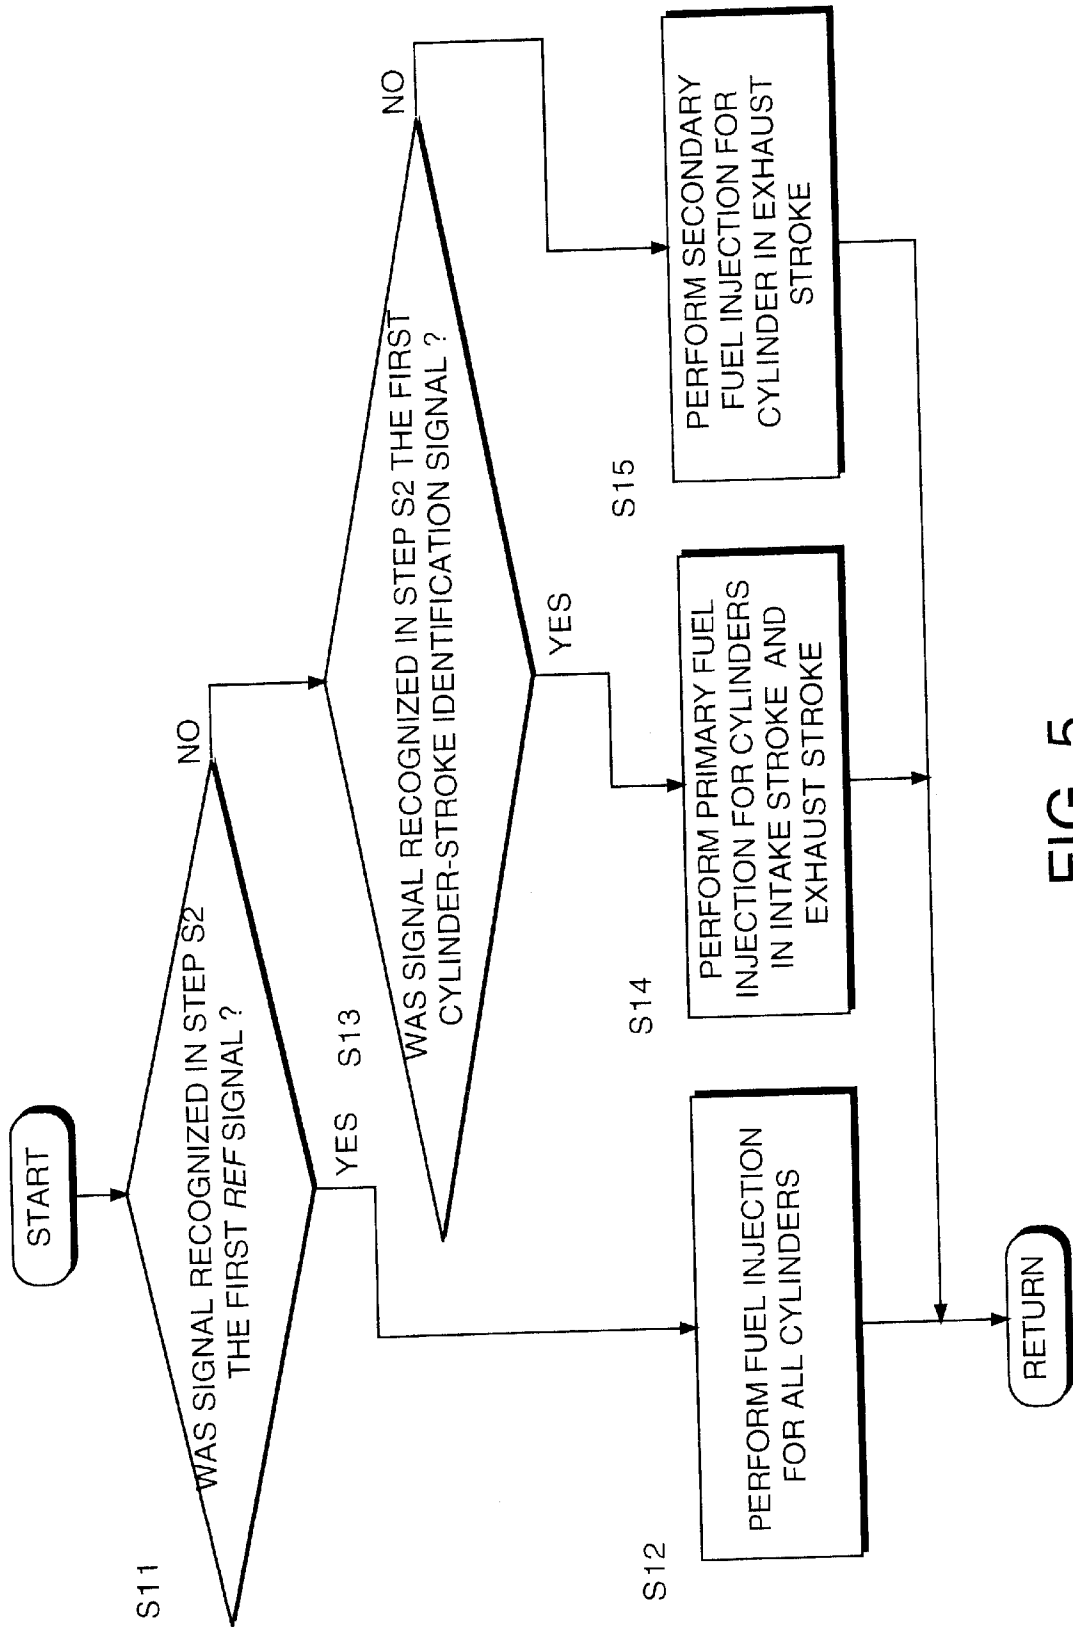 START
S11
WAS SIGNAL RECOGNIZED IN STEP S2
THE FIRST REF SIGNAL ?
NO
YES
S13
WAS SIGNAL RECOGNIZED IN STEP S2 THE FIRST
CYLINDER-STROKE IDENTIFICATION SIGNAL ?
NO
YES
S12
PERFORM FUEL INJECTION
FOR ALL CYLINDERS
S14
PERFORM PRIMARY FUEL
INJECTION FOR CYLINDERS
IN INTAKE STROKE AND
EXHAUST STROKE
S15
PERFORM SECONDARY
FUEL INJECTION FOR
CYLINDER IN EXHAUST
STROKE
RETURN
FIG. 5